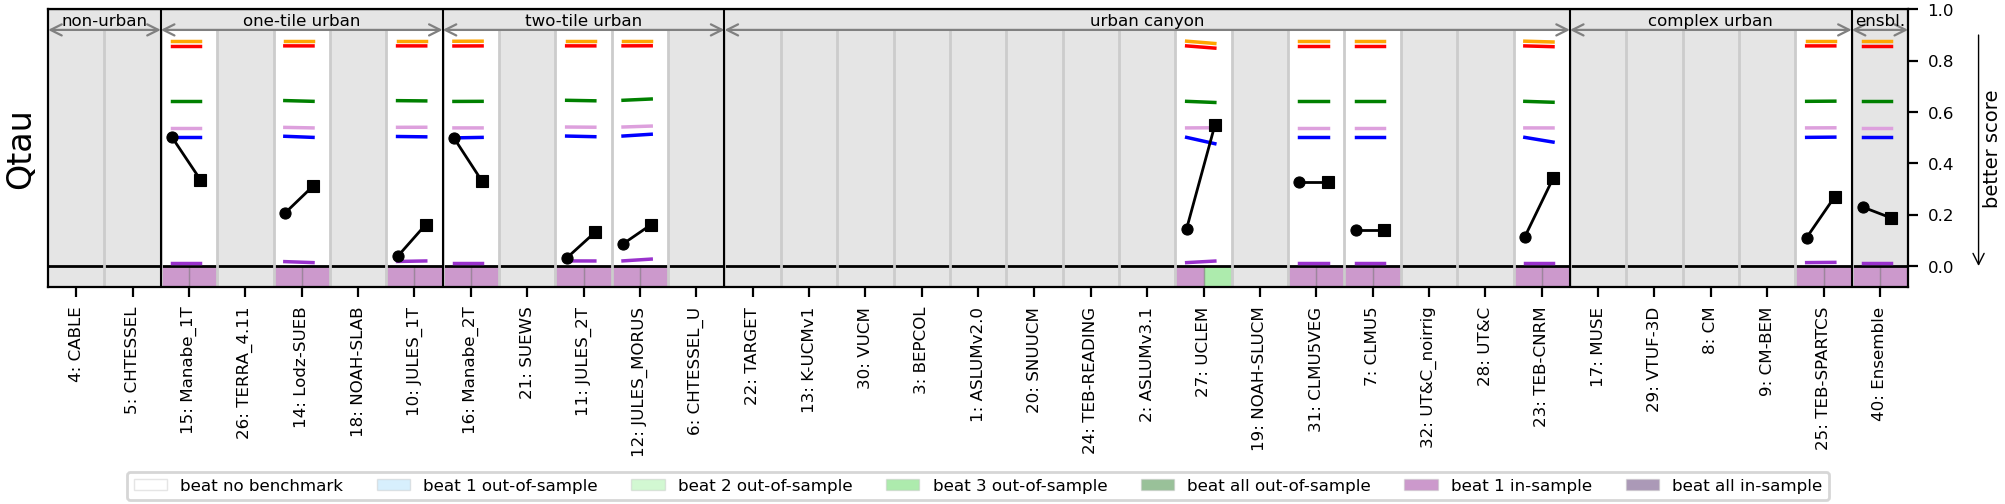 non-urban one-tile urban two-tile urban urban canyon complex urban ensbl.
Qtau
1.0
0.8
0.6
0.4
0.2
0.0
better score
4: CABLE
5: CHTESSEL
15: Manabe_1T
26: TERRA_4.11
14: Lodz-SUEB
18: NOAH-SLAB
10: JULES_1T
16: Manabe_2T
21: SUEWS
11: JULES_2T
12: JULES_MORUS
6: CHTESSEL_U
22: TARGET
13: K-UCMv1
30: VUCM
3: BEPCOL
1: ASLUMv2.0
20: SNUUCM
24: TEB-READING
2: ASLUMv3.1
27: UCLEM
19: NOAH-SLUCM
31: CLMU5VEG
7: CLMU5
32: UT&C_noirrig
28: UT&C
23: TEB-CNRM
17: MUSE
29: VTUF-3D
8: CM
9: CM-BEM
25: TEB-SPARTCS
40: Ensemble
beat no benchmark beat 1 out-of-sample beat 2 out-of-sample beat 3 out-of-sample beat all out-of-sample beat 1 in-sample beat all in-sample